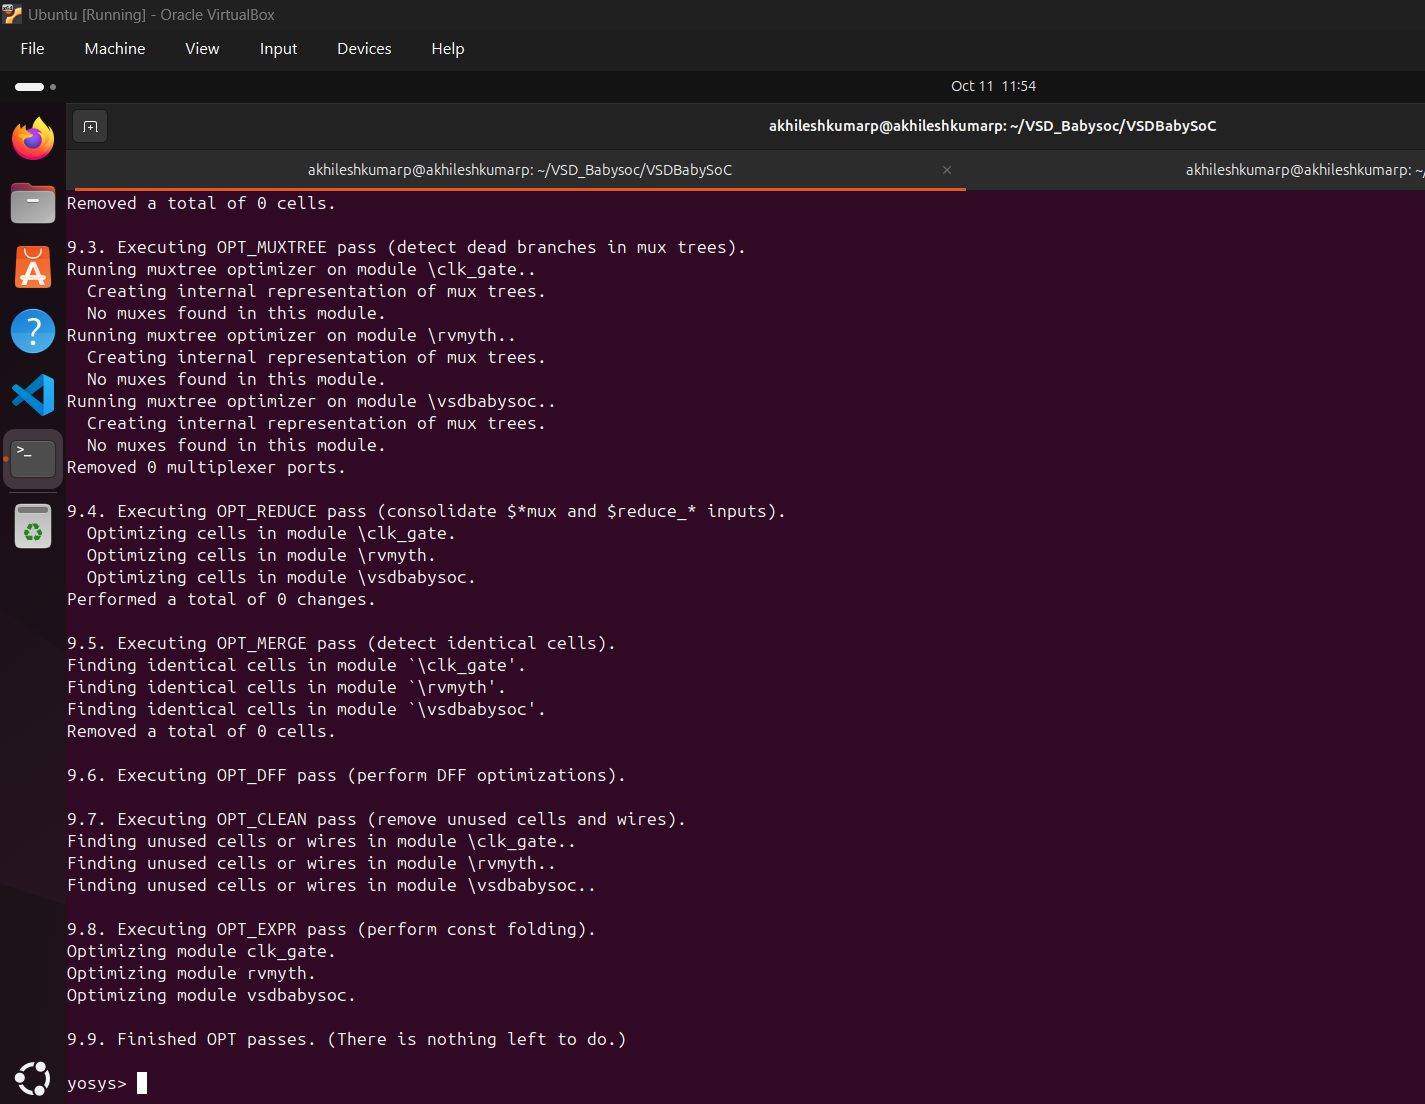 Ubuntu [Running] - Oracle VirtualBox
File Machine View Input Devices Help
Oct 11 11:54
akhileshkumarp@akhileshkumarp: ~/VSD_Babysoc/VSDBabySoC
akhileshkumarp@akhileshkumarp: ~/VSD_Babysoc/VSDBabySoC × akhileshkumarp@akhileshkumarp: ~/
Removed a total of 0 cells.
9.3. Executing OPT_MUXTREE pass (detect dead branches in mux trees).
Running muxtree optimizer on module \clk_gate..
Creating internal representation of mux trees.
No muxes found in this module.
Running muxtree optimizer on module \rvmyth..
Creating internal representation of mux trees.
No muxes found in this module.
Running muxtree optimizer on module \vsdbabysoc..
Creating internal representation of mux trees.
No muxes found in this module.
Removed 0 multiplexer ports.
9.4. Executing OPT_REDUCE pass (consolidate $*mux and $reduce_* inputs).
Optimizing cells in module \clk_gate.
Optimizing cells in module \rvmyth.
Optimizing cells in module \vsdbabysoc.
Performed a total of 0 changes.
9.5. Executing OPT_MERGE pass (detect identical cells).
Finding identical cells in module `\clk_gate'.
Finding identical cells in module `\rvmyth'.
Finding identical cells in module `\vsdbabysoc'.
Removed a total of 0 cells.
9.6. Executing OPT_DFF pass (perform DFF optimizations).
9.7. Executing OPT_CLEAN pass (remove unused cells and wires).
Finding unused cells or wires in module \clk_gate..
Finding unused cells or wires in module \rvmyth..
Finding unused cells or wires in module \vsdbabysoc..
9.8. Executing OPT_EXPR pass (perform const folding).
Optimizing module clk_gate.
Optimizing module rvmyth.
Optimizing module vsdbabysoc.
9.9. Finished OPT passes. (There is nothing left to do.)
yosys>